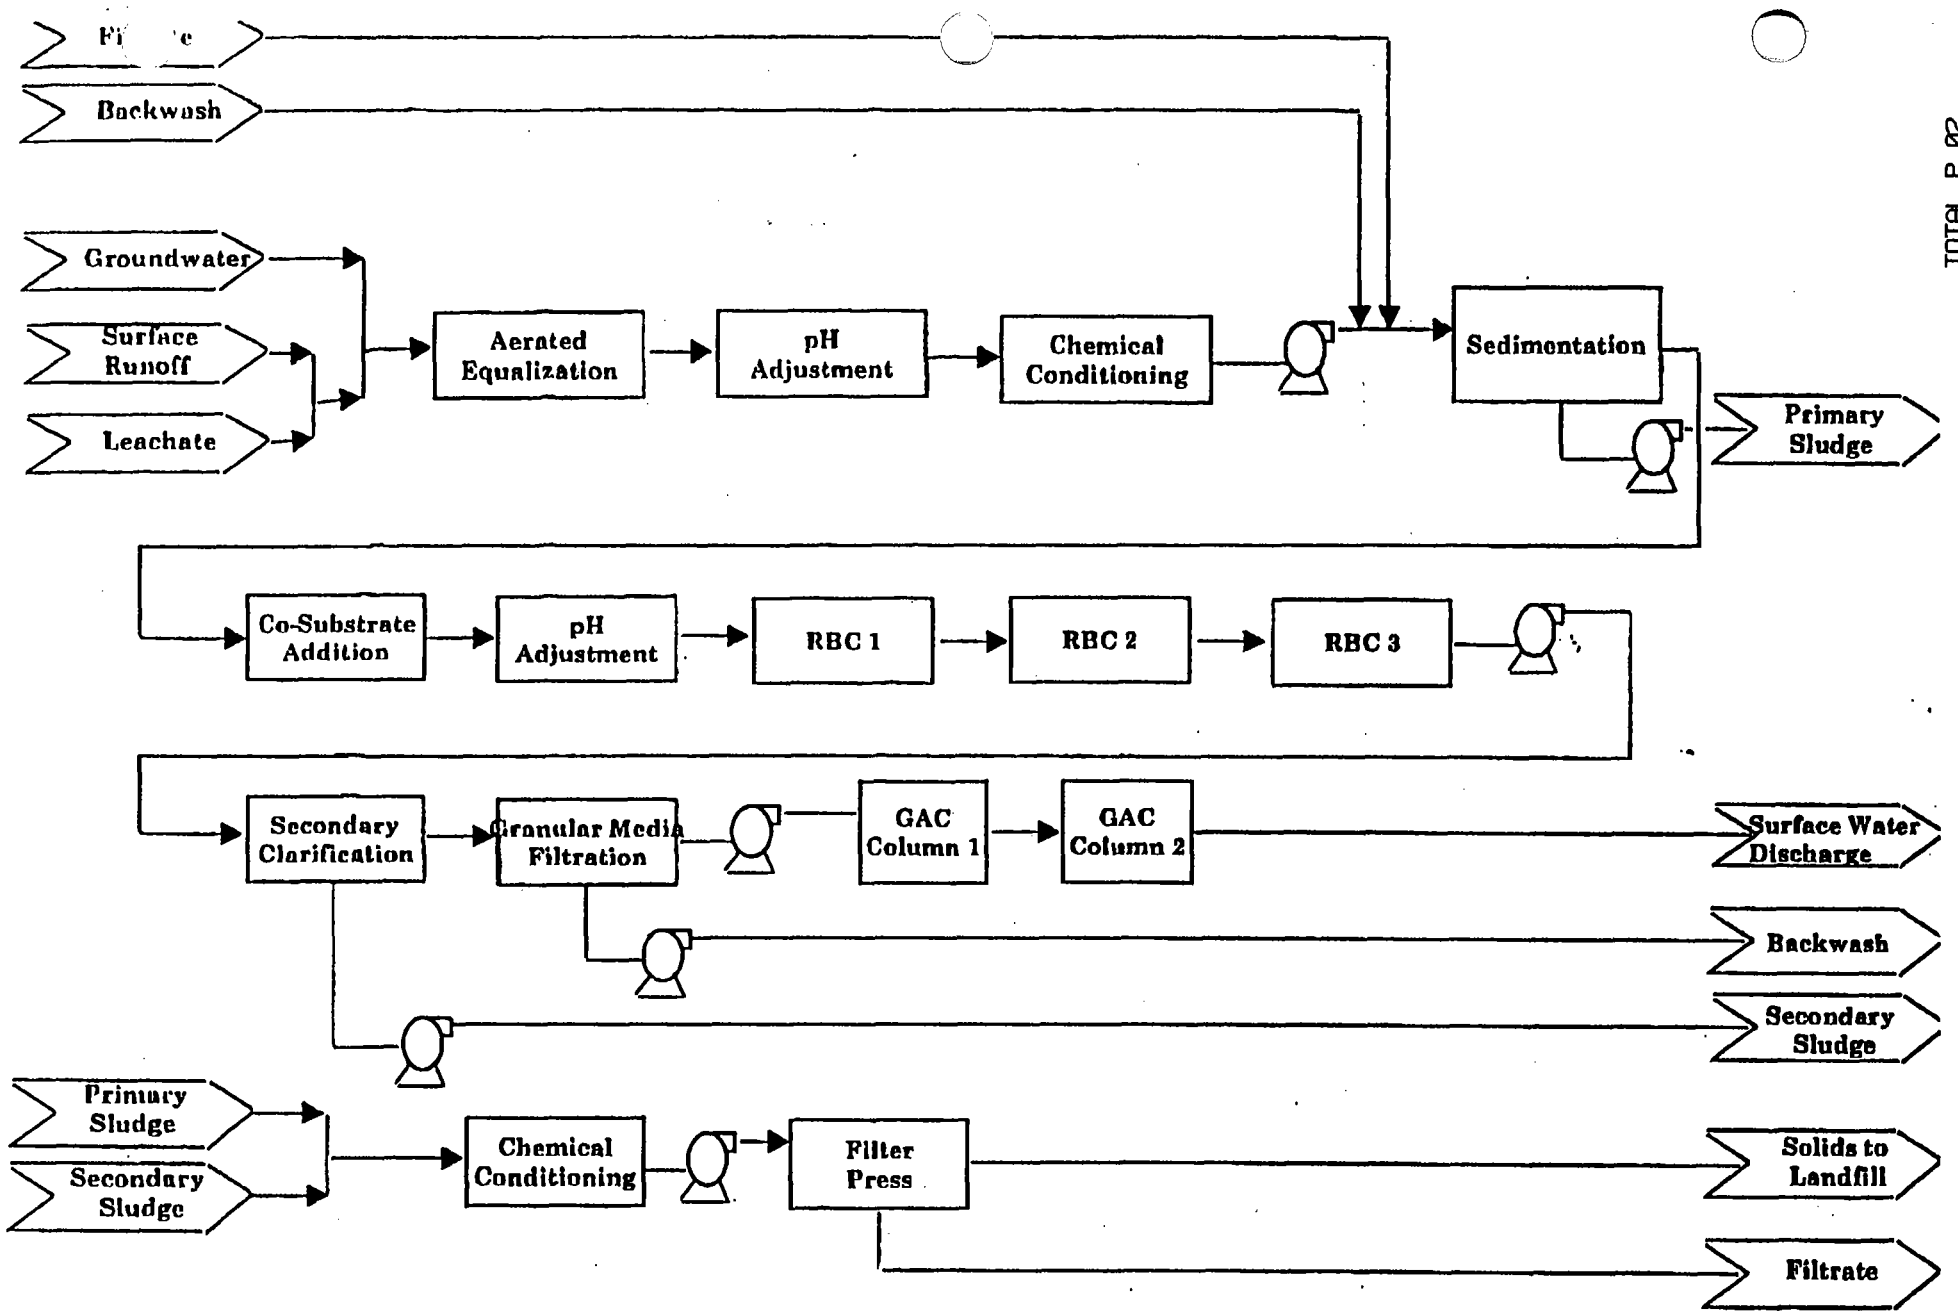 Backwash
TOTAL P.02
Groundwater
Surface
Runoff
Leachate
Aerated
Equalization
pH
Adjustment
Chemical
Conditioning
Sedimentation
Primary
Sludge
Co-Substrate
Addition
pH
Adjustment
RBC 1
RBC 2
RBC 3
Secondary
Clarification
Granular Media
Filtration
GAC
Column 1
GAC
Column 2
Surface Water
Discharge
Backwash
Secondary
Sludge
Primary
Sludge
Secondary
Sludge
Chemical
Conditioning
Filter
Press
Solids to
Landfill
Filtrate